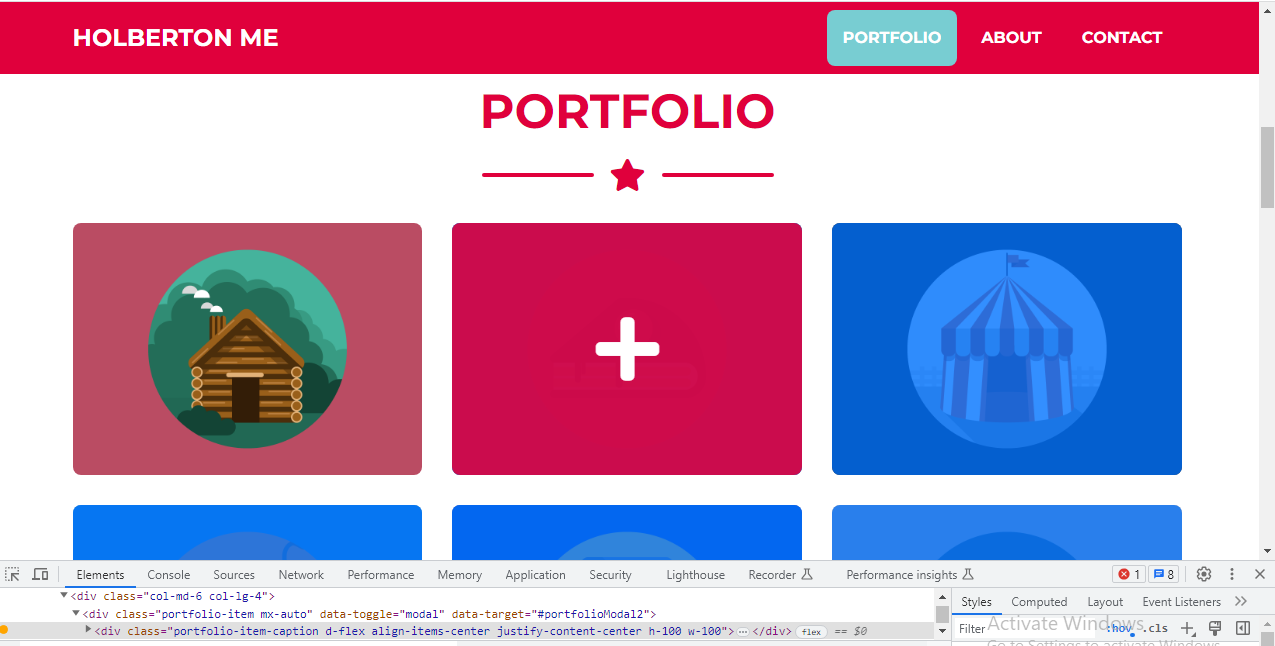 HOLBERTON ME PORTFOLIO ABOUT CONTACT
PORTFOLIO
Elements Console Sources Network Performance Memory Application Security Lighthouse Recorder Performance insights 1 8
<div class="col-md-6 col-lg-4">
<div class="portfolio-item mx-auto" data-toggle="modal" data-target="#portfolioModal2">
<div class="portfolio-item-caption d-flex align-items-center justify-content-center h-100 w-100">…</div> flex == $0
Styles Computed Layout Event Listeners
Filter :hov .cls
Activate Windows
Go to Settings to activate Windows.